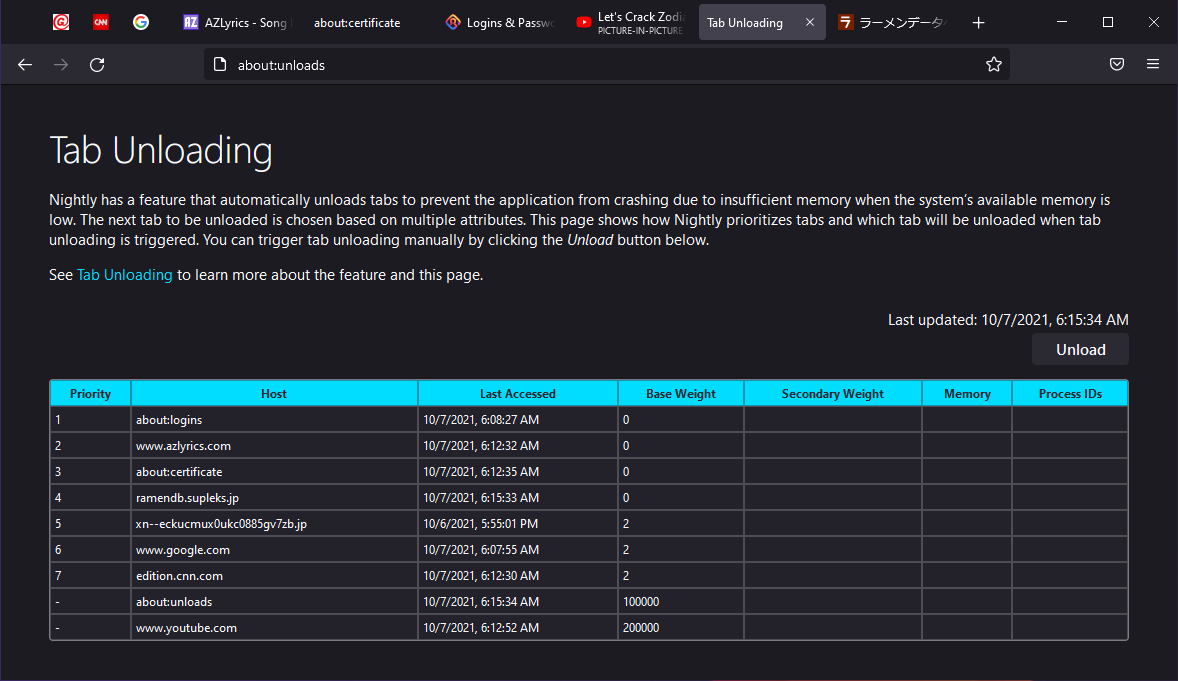 CNN
AZ AZLyrics - Song
about:certificate
Logins & Passw
Let's Crack Zodi
PICTURE-IN-PICTURE
Tab Unloading
ラ ラーメンデータ
about:unloads
Tab Unloading
Nightly has a feature that automatically unloads tabs to prevent the application from crashing due to insufficient memory when the system's available memory is
low. The next tab to be unloaded is chosen based on multiple attributes. This page shows how Nightly prioritizes tabs and which tab will be unloaded when tab
unloading is triggered. You can trigger tab unloading manually by clicking the Unload button below.
See Tab Unloading to learn more about the feature and this page.
Last updated: 10/7/2021, 6:15:34 AM
Unload
Priority Host Last Accessed Base Weight Secondary Weight Memory Process IDs
1 about:logins 10/7/2021, 6:08:27 AM 0
2 www.azlyrics.com 10/7/2021, 6:12:32 AM 0
3 about:certificate 10/7/2021, 6:12:35 AM 0
4 ramendb.supleks.jp 10/7/2021, 6:15:33 AM 0
5 xn--eckucmux0ukc0885gv7zb.jp 10/6/2021, 5:55:01 PM 2
6 www.google.com 10/7/2021, 6:07:55 AM 2
7 edition.cnn.com 10/7/2021, 6:12:30 AM 2
- about:unloads 10/7/2021, 6:15:34 AM 100000
- www.youtube.com 10/7/2021, 6:12:52 AM 200000